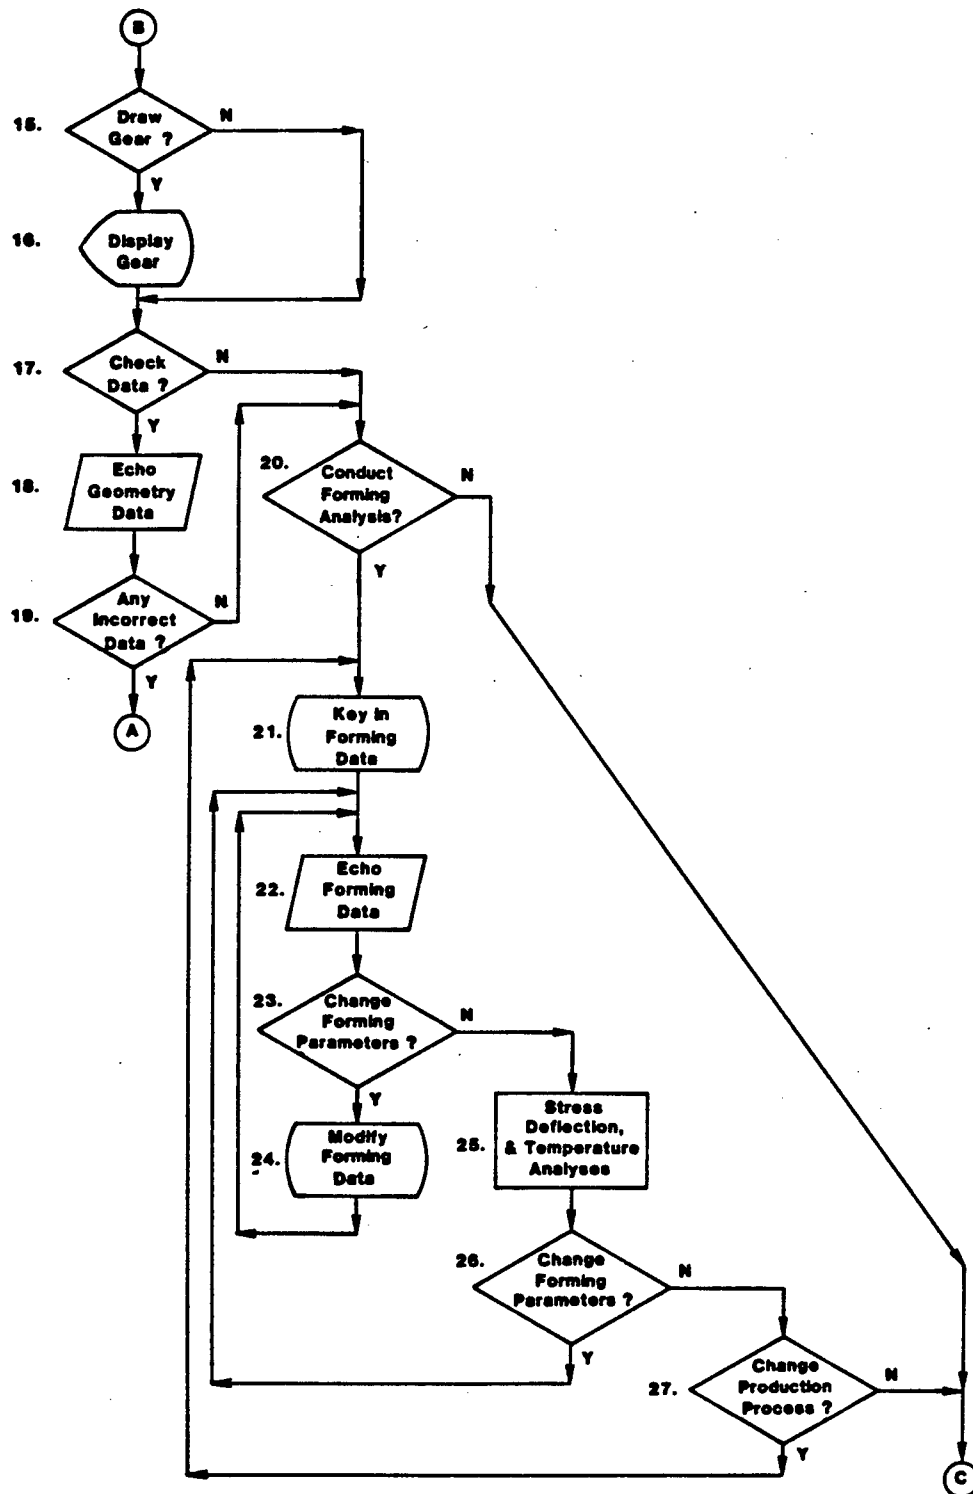 B
15.
Draw
Gear ?
N
Y
16.
Display
Gear
17.
Check
Data ?
N
Y
18.
Echo
Geometry
Data
19.
Any
Incorrect
Data ?
N
Y
A
20.
Conduct
Forming
Analysis?
N
Y
21.
Key in
Forming
Data
22.
Echo
Forming
Data
23.
Change
Forming
Parameters ?
N
Y
24.
Modify
Forming
Data
25.
Stress
Deflection,
& Temperature
Analyses
26.
Change
Forming
Parameters ?
N
Y
27.
Change
Production
Process ?
N
Y
C